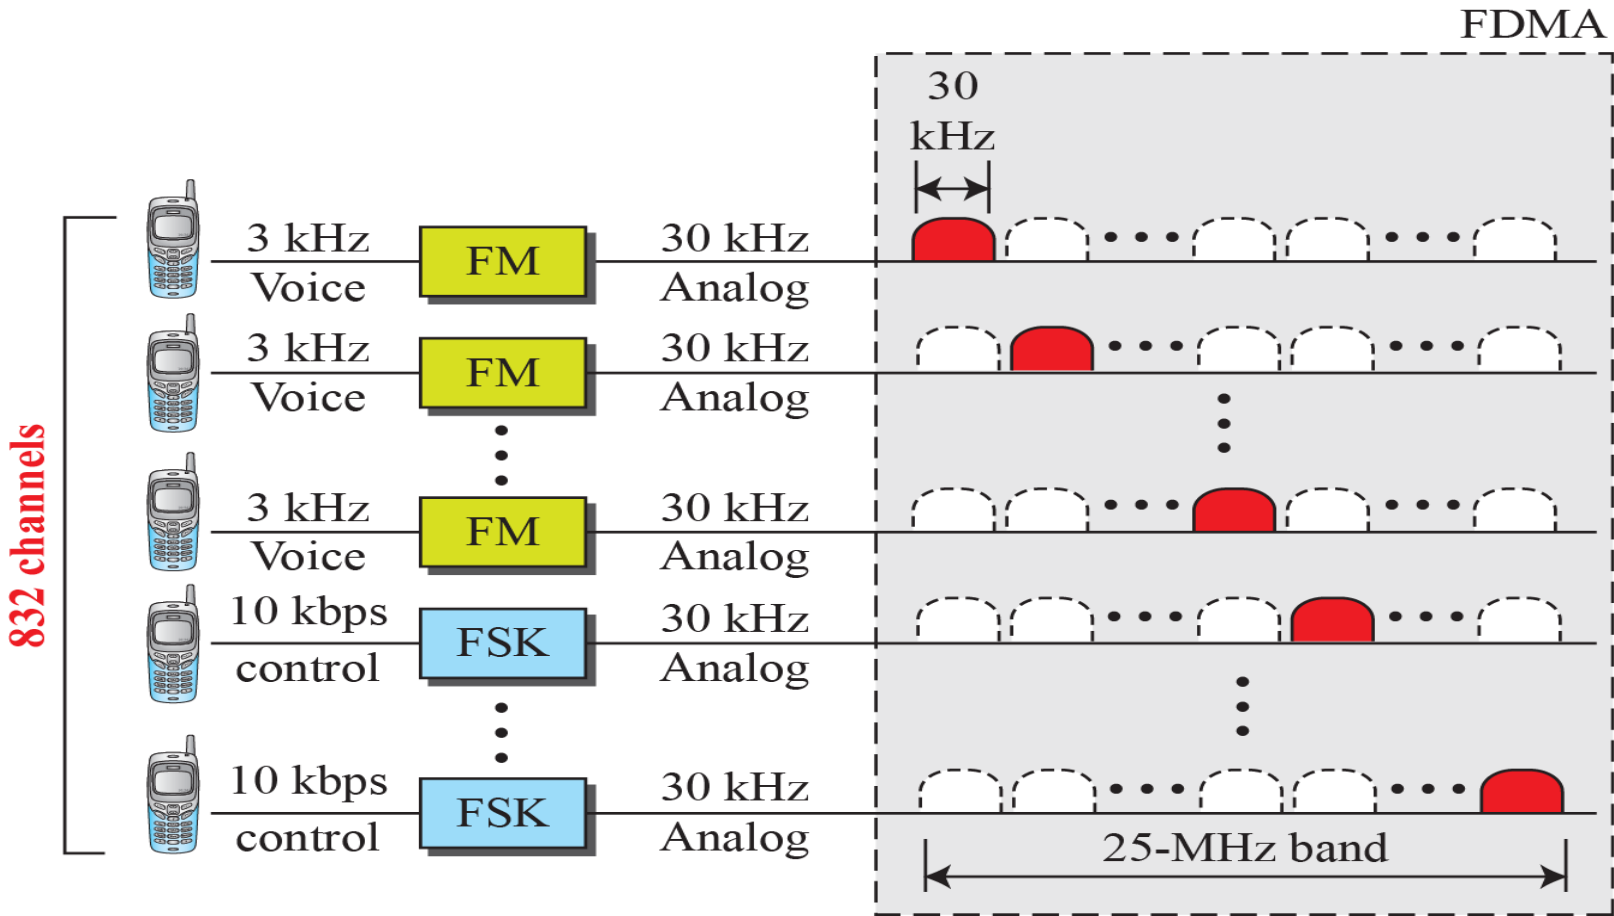 FDMA
30
kHz
3 kHz
Voice
FM
30 kHz
Analog
3 kHz
Voice
FM
30 kHz
Analog
3 kHz
Voice
FM
30 kHz
Analog
10 kbps
control
FSK
30 kHz
Analog
10 kbps
control
FSK
30 kHz
Analog
832 channels
25-MHz band